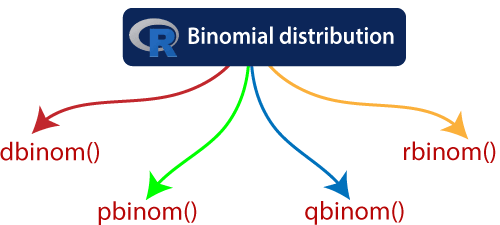 R Binomial distribution
dbinom()
rbinom()
pbinom()
qbinom()